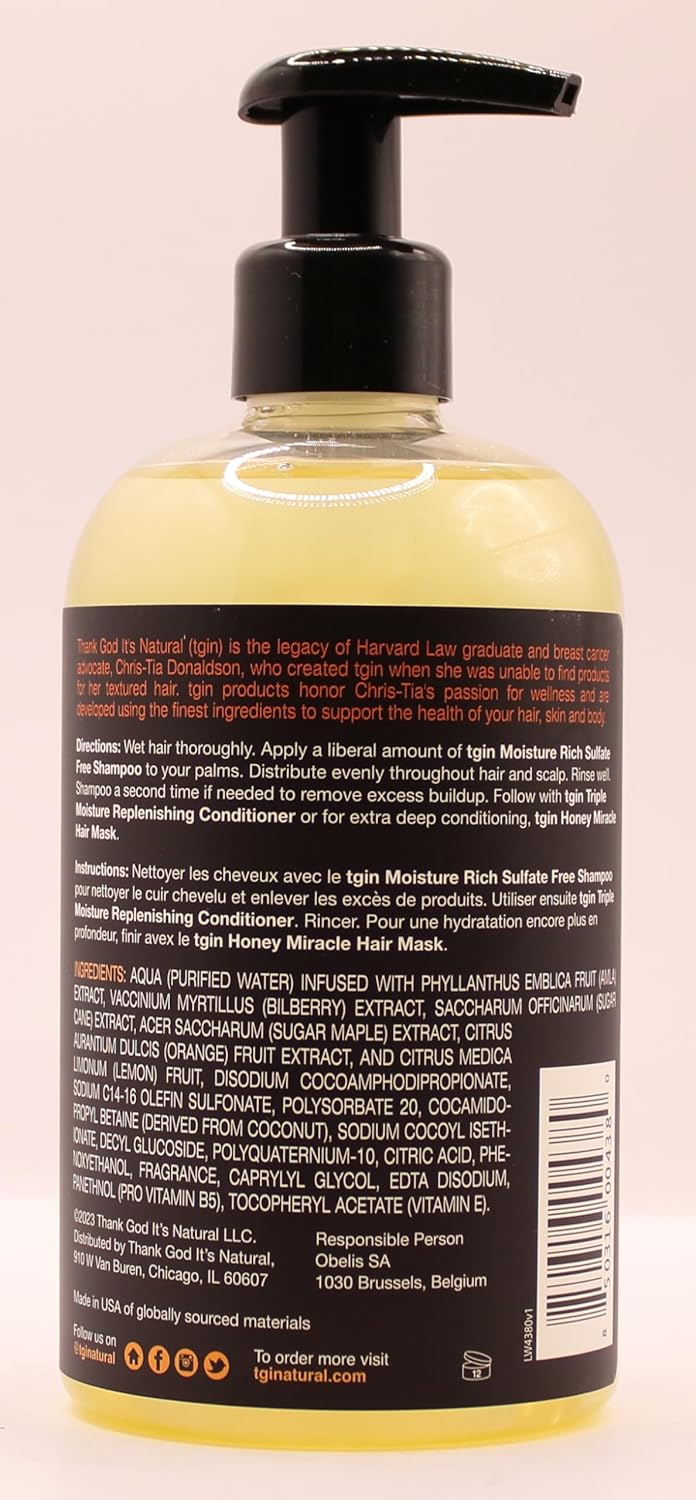 Thank God It's Natural (tgin) is the legacy of Harvard Law graduate and breast cancer
advocate, Chris-Tia Donaldson, who created tgin when she was unable to find products
for her textured hair. tgin products honor Chris-Tia's passion for wellness and are
developed using the finest ingredients to support the health of your hair, skin and body.
Directions: Wet hair thoroughly. Apply a liberal amount of tgin Moisture Rich Sulfate
Free Shampoo to your palms. Distribute evenly throughout hair and scalp. Rinse well.
Shampoo a second time if needed to remove excess buildup. Follow with tgin Triple
Moisture Replenishing Conditioner or for extra deep conditioning, tgin Honey Miracle
Hair Mask.
Instructions: Nettoyer les cheveux avec le tgin Moisture Rich Sulfate Free Shampoo
pour nettoyer le cuir chevelu et enlever les excès de produits. Utiliser ensuite tgin Triple
Moisture Replenishing Conditioner. Rincer. Pour une hydratation encore plus en
profondeur, finir avex le tgin Honey Miracle Hair Mask.
INGREDIENTS: AQUA (PURIFIED WATER) INFUSED WITH PHYLLANTHUS EMBLICA FRUIT (AMLA)
EXTRACT, VACCINIUM MYRTILLUS (BILBERRY) EXTRACT, SACCHARUM OFFICINARUM (SUGAR
CANE) EXTRACT, ACER SACCHARUM (SUGAR MAPLE) EXTRACT, CITRUS
AURANTIUM DULCIS (ORANGE) FRUIT EXTRACT, AND CITRUS MEDICA
LIMONUM (LEMON) FRUIT, DISODIUM COCOAMPHODIPROPIONATE,
SODIUM C14-16 OLEFIN SULFONATE, POLYSORBATE 20, COCAMIDO-
PROPYL BETAINE (DERIVED FROM COCONUT), SODIUM COCOYL ISETH-
IONATE, DECYL GLUCOSIDE, POLYQUATERNIUM-10, CITRIC ACID, PHE-
NOXYETHANOL, FRAGRANCE, CAPRYLYL GLYCOL, EDTA DISODIUM,
PANETHNOL (PRO VITAMIN B5), TOCOPHERYL ACETATE (VITAMIN E).
©2023 Thank God It's Natural LLC.
Distributed by Thank God It's Natural,
910 W Van Buren, Chicago, IL 60607
Responsible Person
Obelis SA
1030 Brussels, Belgium
Made in USA of globally sourced materials
Follow us on
@tginatural
To order more visit
tginatural.com
12
LW4380v1
8 50316 00438 0